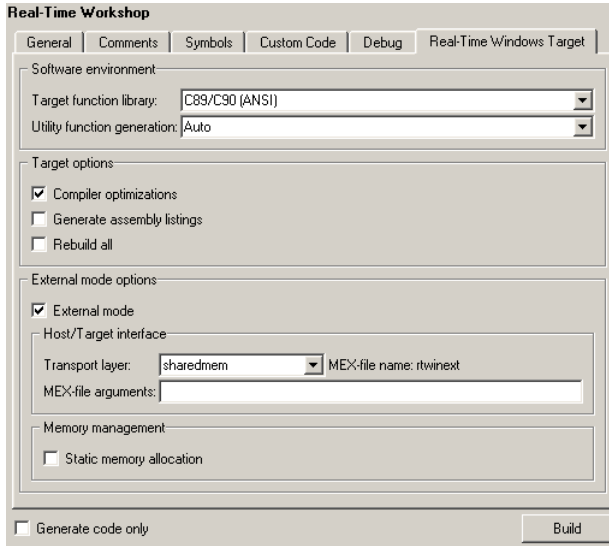 Real-Time Workshop
General Comments Symbols Custom Code Debug Real-Time Windows Target
Software environment
Target function library: C89/C90 (ANSI)
Utility function generation: Auto
Target options
Compiler optimizations
Generate assembly listings
Rebuild all
External mode options
External mode
Host/Target interface
Transport layer: sharedmem MEX-file name: rtwinext
MEX-file arguments:
Memory management
Static memory allocation
Generate code only Build